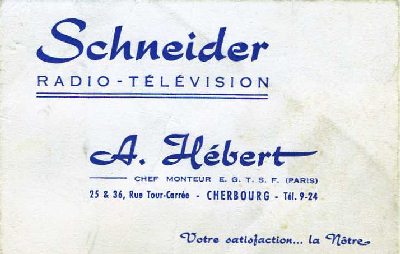 Schneider
RADIO-TÉLÉVISION
A. Hébert
CHEF MONTEUR E. G. T. S. F. (PARIS)
25 & 36, Rue Tour-Carrée - CHERBOURG - Tél. 9-24
Votre satisfaction... la Nôtre